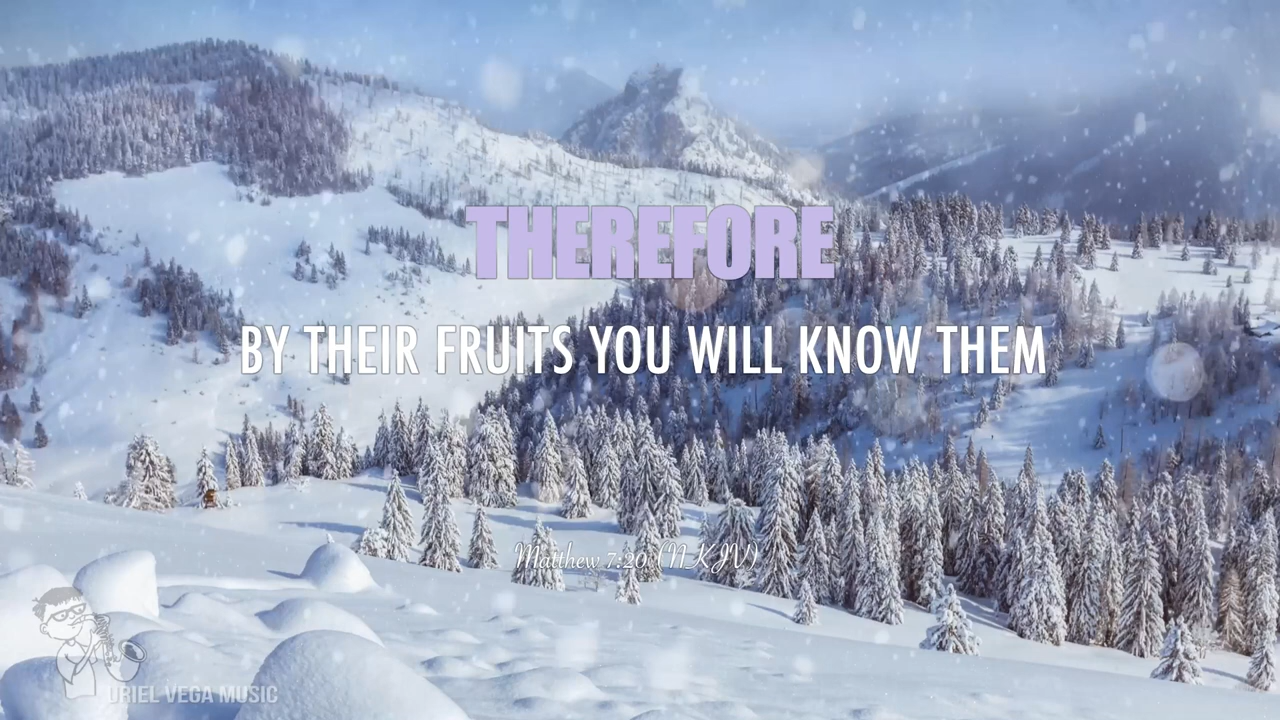 THEREFORE
BY THEIR FRUITS YOU WILL KNOW THEM
Matthew 7:20 (NKJV)
URIEL VEGA MUSIC